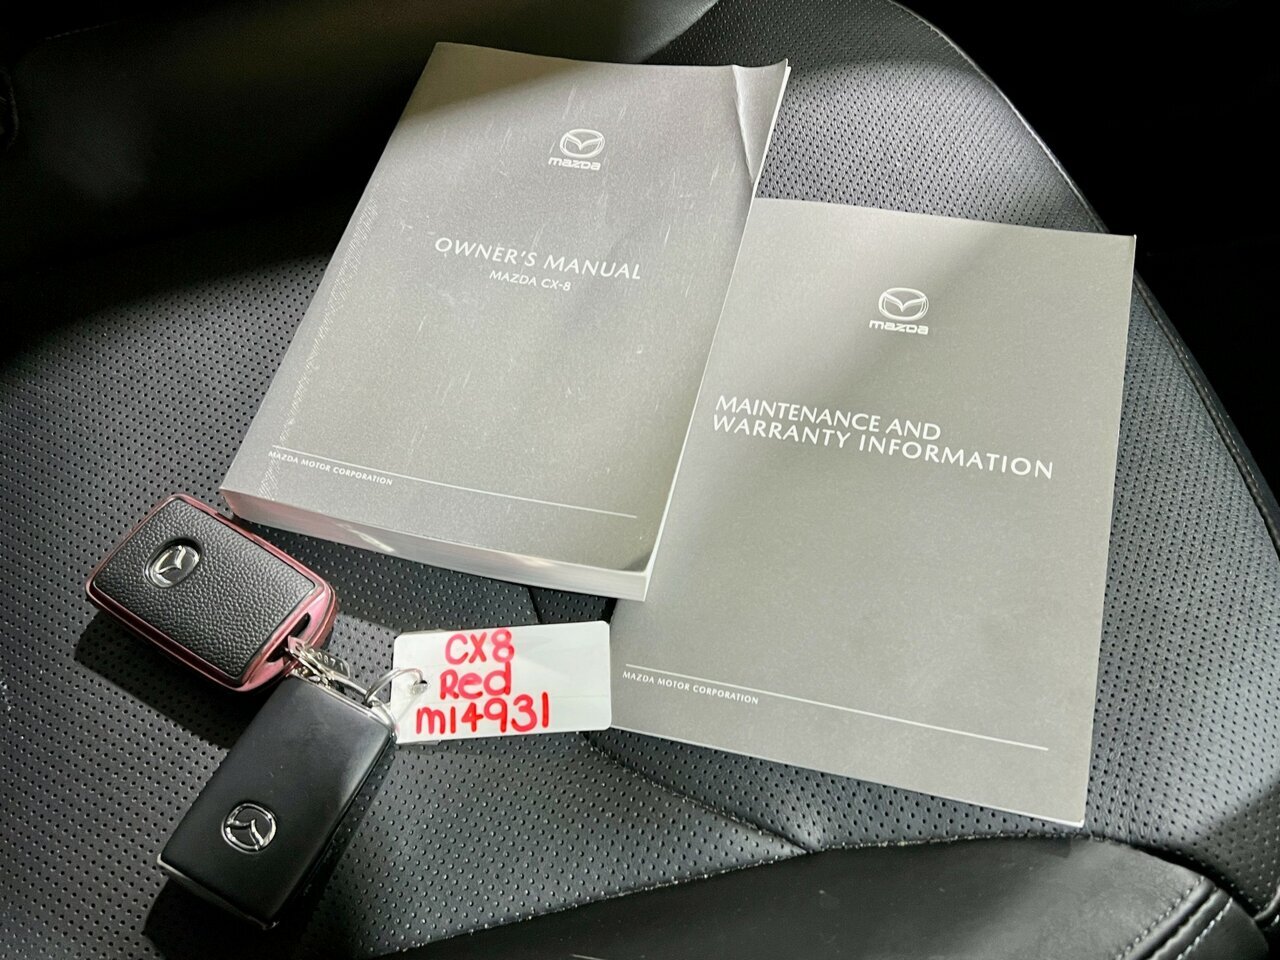 mazda
OWNER'S MANUAL
MAZDA CX-8
MAZDA MOTOR CORPORATION
mazda
MAINTENANCE AND
WARRANTY INFORMATION
MAZDA MOTOR CORPORATION
CX8
Red
m14931